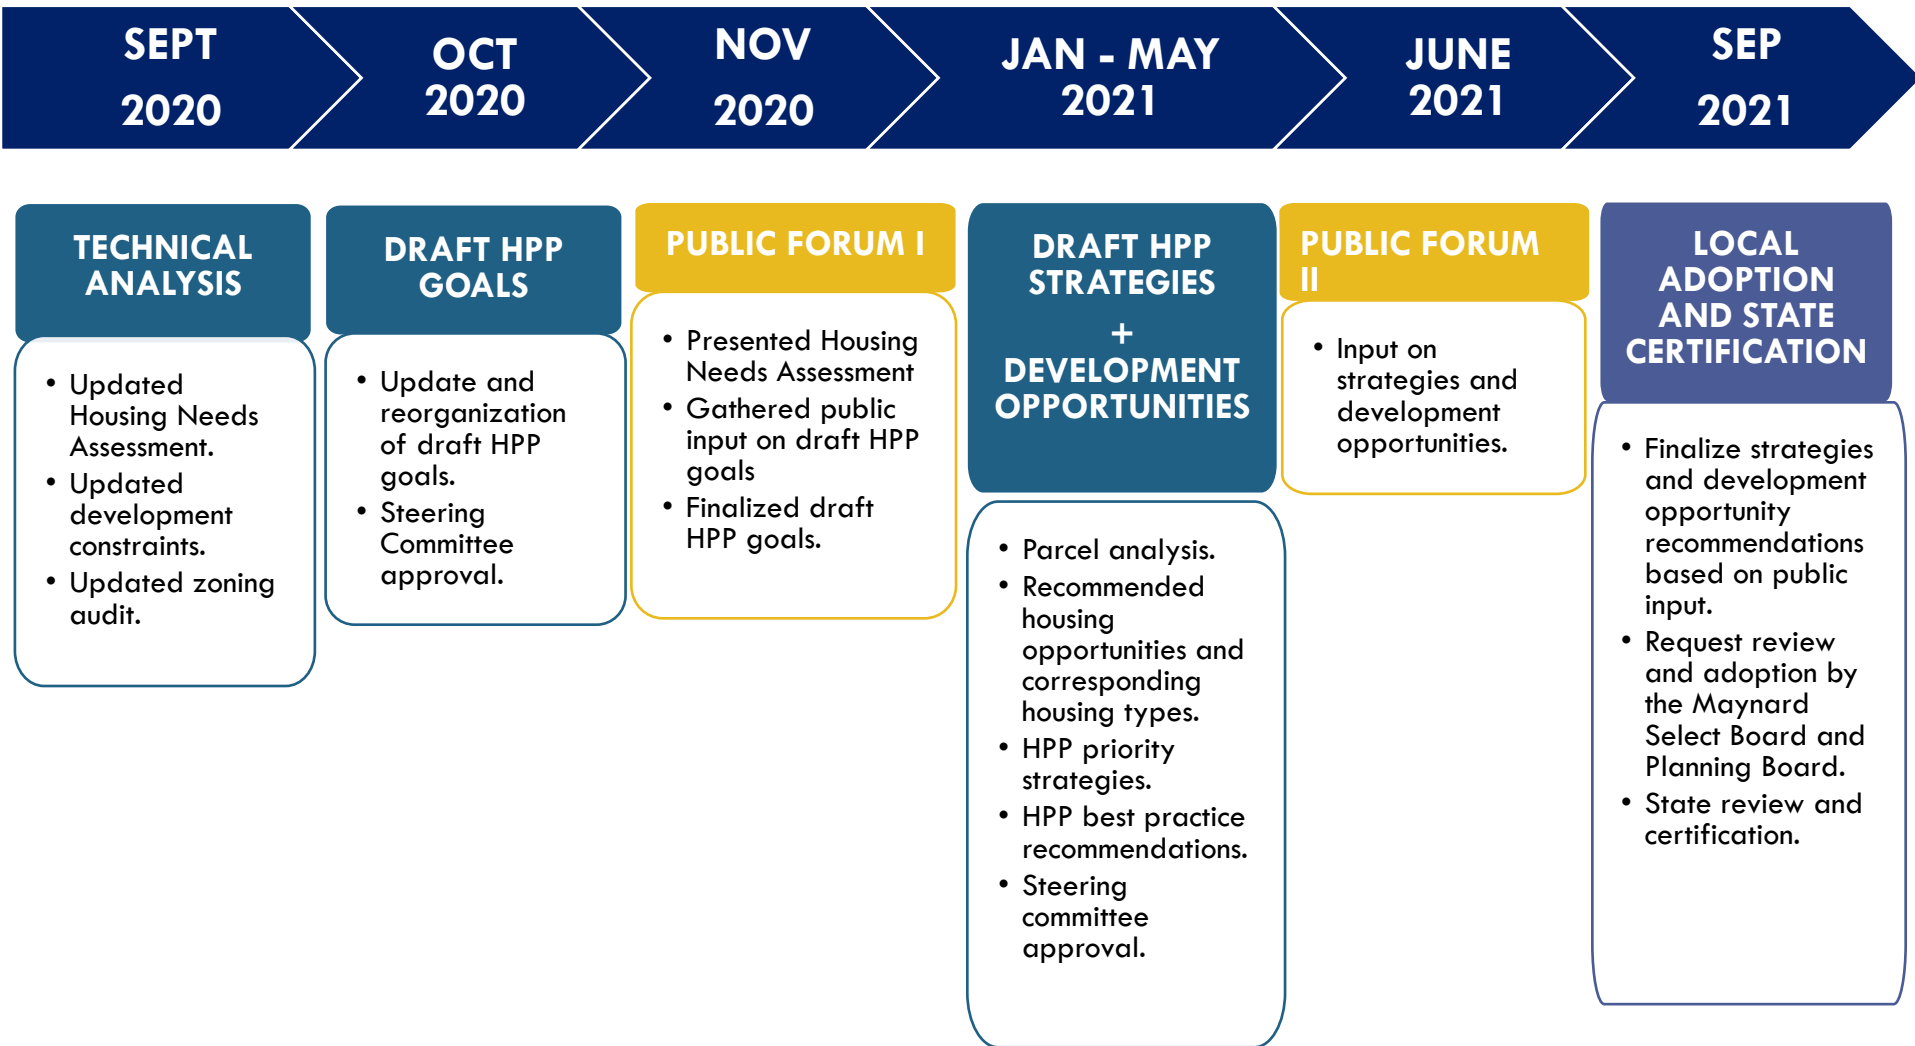 SEPT
2020
OCT
2020
NOV
2020
JAN - MAY
2021
JUNE
2021
SEP
2021
TECHNICAL
ANALYSIS
• Updated
Housing Needs
Assessment.
• Updated
development
constraints.
• Updated zoning
audit.
DRAFT HPP
GOALS
• Update and
reorganization
of draft HPP
goals.
• Steering
Committee
approval.
PUBLIC FORUM I
• Presented Housing
Needs Assessment
• Gathered public
input on draft HPP
goals
• Finalized draft
HPP goals.
DRAFT HPP
STRATEGIES
+
DEVELOPMENT
OPPORTUNITIES
• Parcel analysis.
• Recommended
housing
opportunities and
corresponding
housing types.
• HPP priority
strategies.
• HPP best practice
recommendations.
• Steering
committee
approval.
PUBLIC FORUM
II
• Input on
strategies and
development
opportunities.
LOCAL
ADOPTION
AND STATE
CERTIFICATION
• Finalize strategies
and development
opportunity
recommendations
based on public
input.
• Request review
and adoption by
the Maynard
Select Board and
Planning Board.
• State review and
certification.